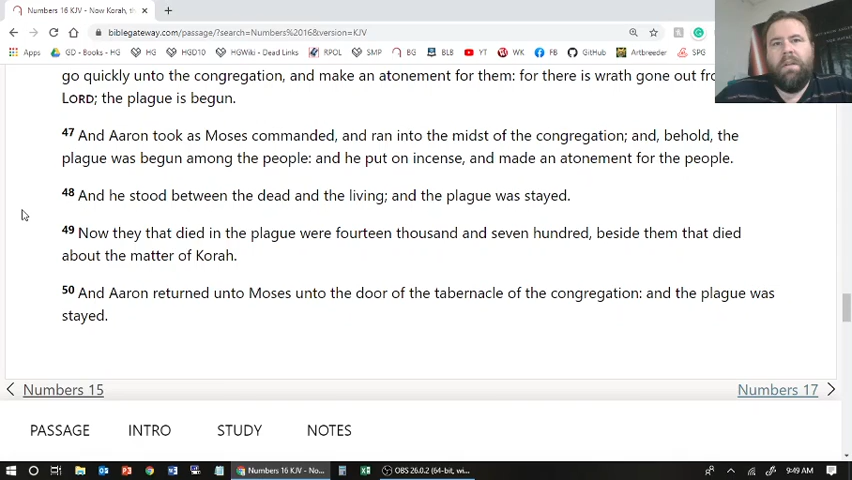 Numbers 16 KJV - Now Korah, th
biblegateway.com/passage/?search=Numbers%2016&version=KJV
Apps GD - Books - HG HG HGD10 HGWiki - Dead Links RPOL SMP BG BLB YT WK FB GitHub Artbreeder SPG
go quickly unto the congregation, and make an atonement for them: for there is wrath gone out fro
LORD; the plague is begun.
47 And Aaron took as Moses commanded, and ran into the midst of the congregation; and, behold, the
plague was begun among the people: and he put on incense, and made an atonement for the people.
48 And he stood between the dead and the living; and the plague was stayed.
49 Now they that died in the plague were fourteen thousand and seven hundred, beside them that died
about the matter of Korah.
50 And Aaron returned unto Moses unto the door of the tabernacle of the congregation: and the plague was
stayed.
Numbers 15 Numbers 17
PASSAGE INTRO STUDY NOTES
Numbers 16 KJV - No... OBS 26.0.2 (64-bit, wi... 9:49 AM